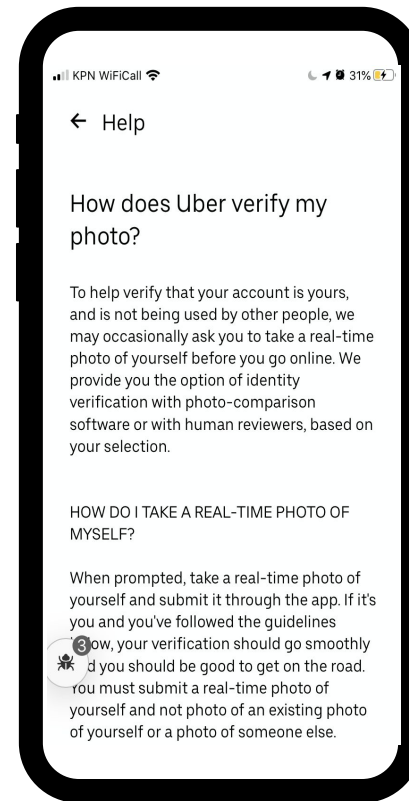 KPN WiFiCall 31%
Help
How does Uber verify my
photo?
To help verify that your account is yours,
and is not being used by other people, we
may occasionally ask you to take a real-time
photo of yourself before you go online. We
provide you the option of identity
verification with photo-comparison
software or with human reviewers, based on
your selection.
HOW DO I TAKE A REAL-TIME PHOTO OF
MYSELF?
When prompted, take a real-time photo of
yourself and submit it through the app. If it's
you and you've followed the guidelines
3 ow, your verification should go smoothly
d you should be good to get on the road.
You must submit a real-time photo of
yourself and not photo of an existing photo
of yourself or a photo of someone else.